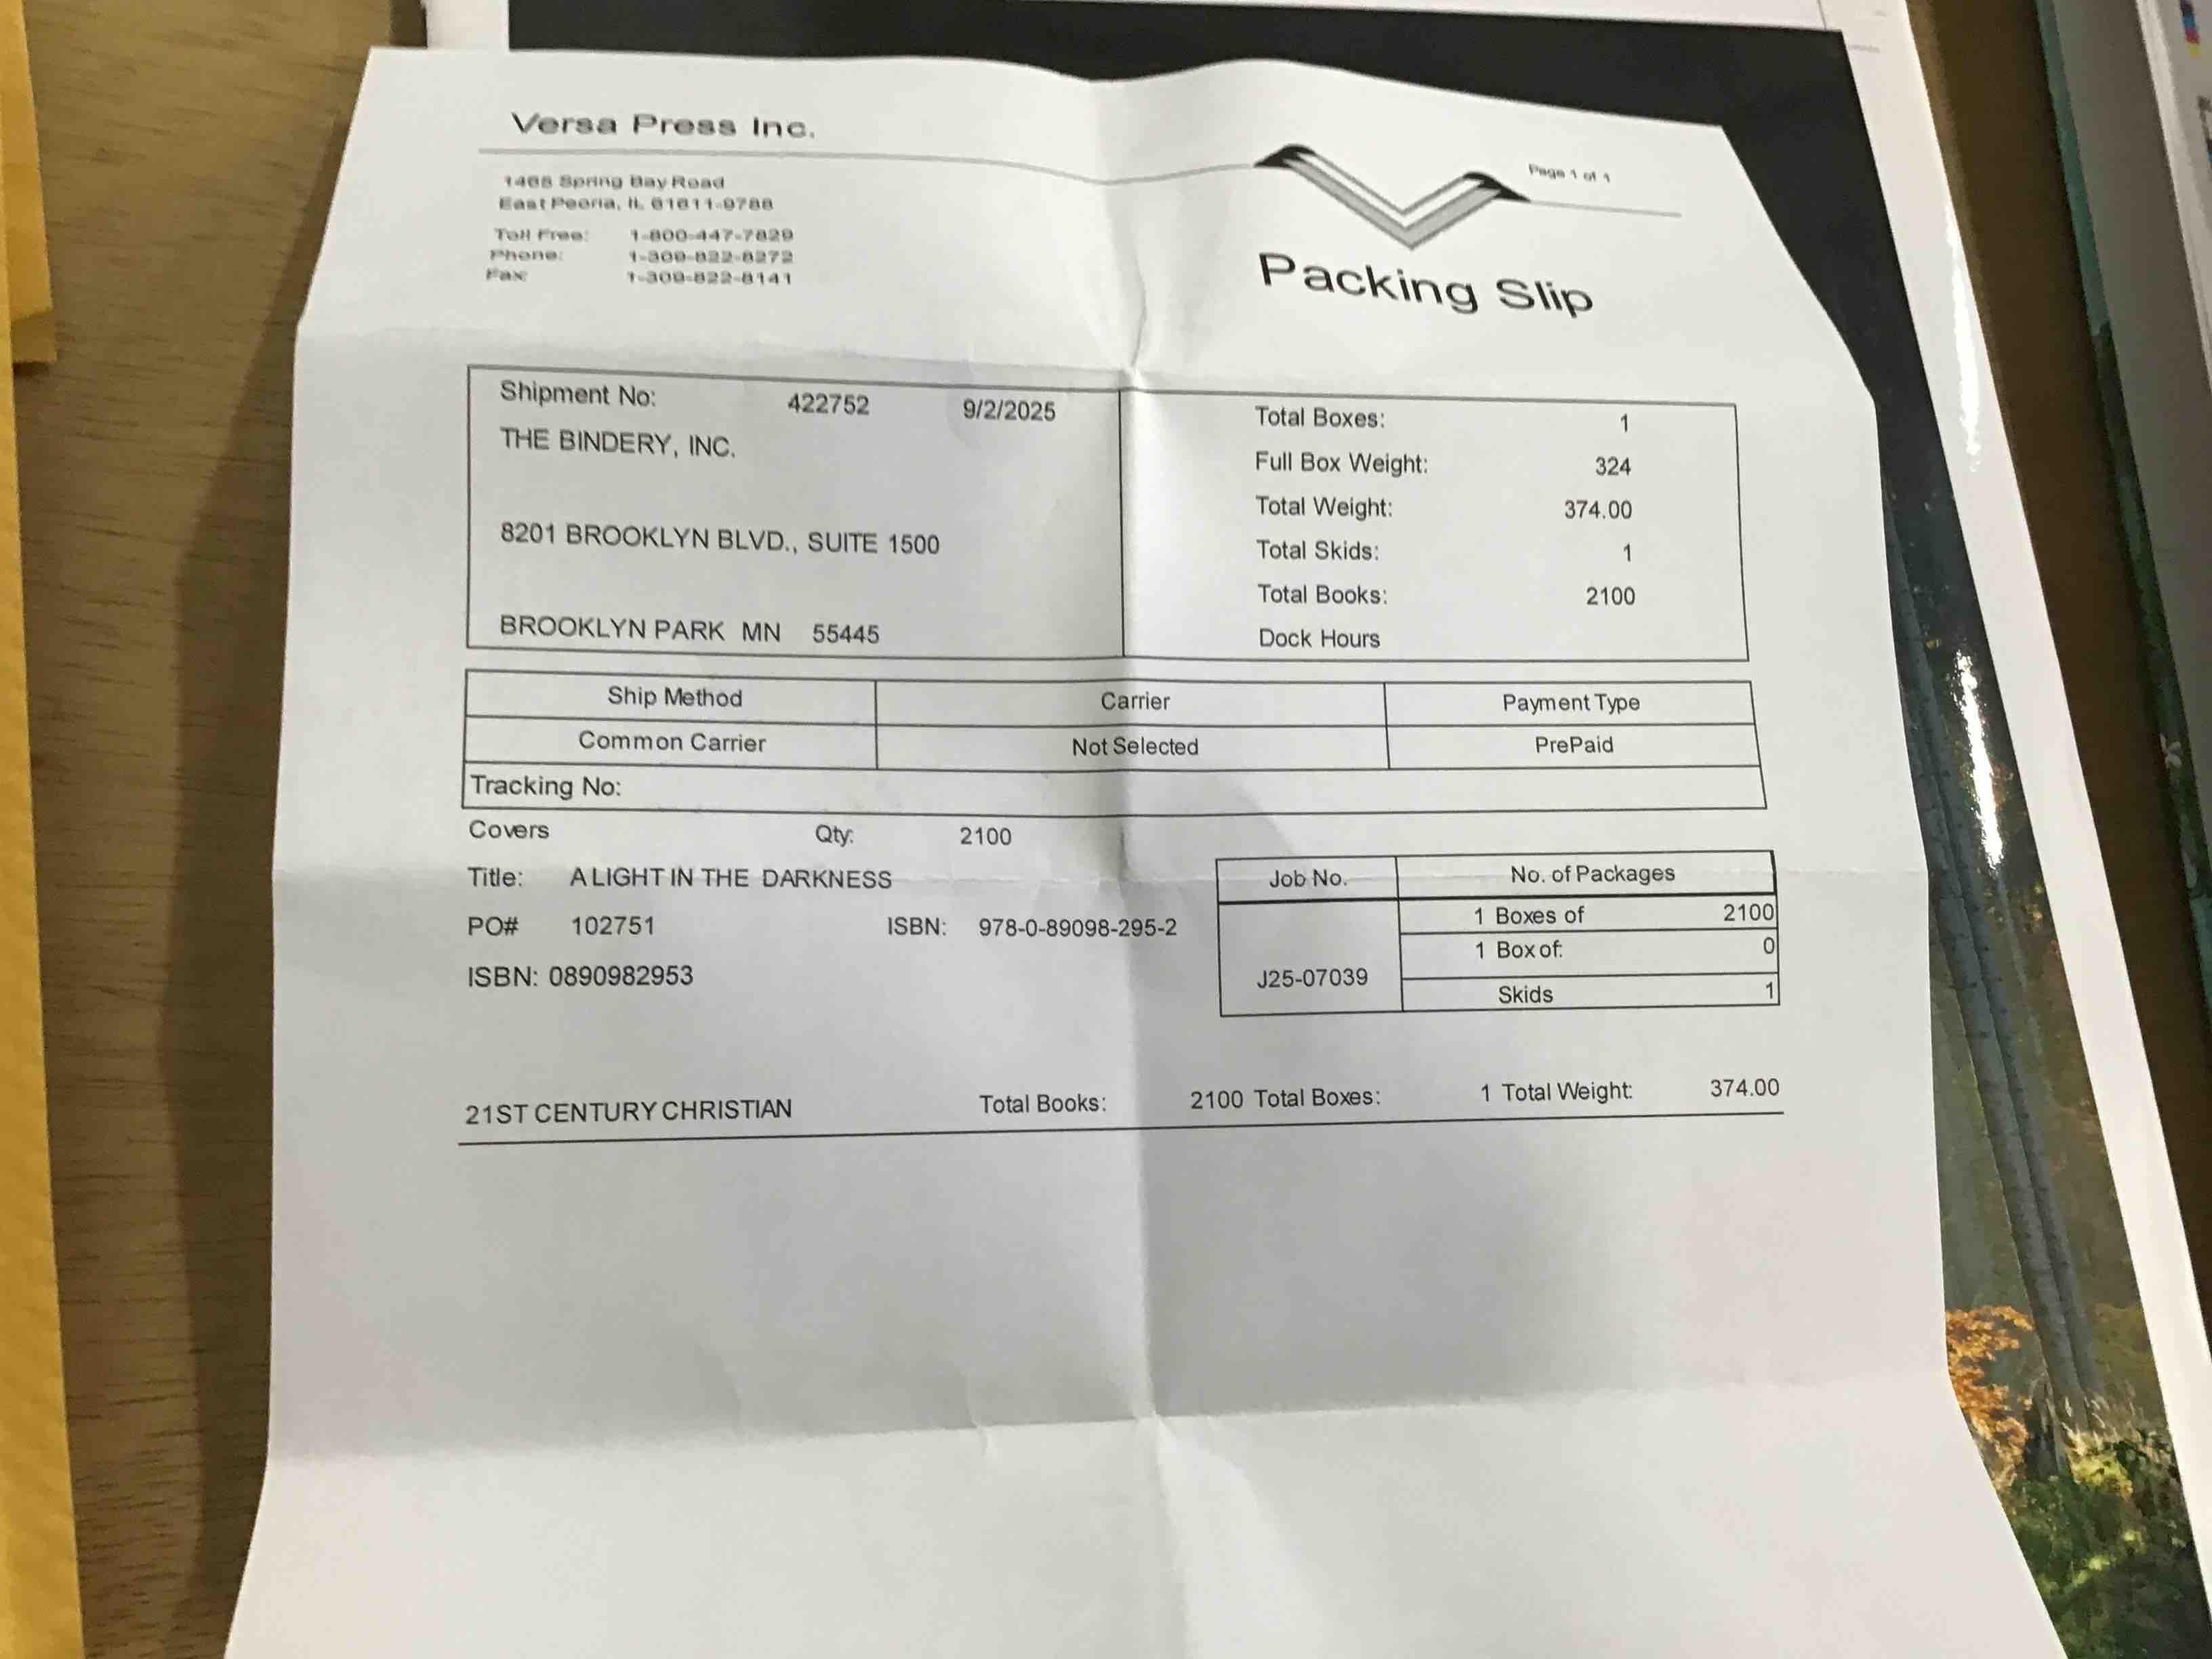 Versa Press Inc.
1465 Spring Bay Road
East Peoria, IL 61611-9788
Toll Free: 1-800-447-7829
Phone: 1-309-822-8272
Fax: 1-309-822-8141
Page 1 of 1
Packing Slip
Shipment No: 422752 9/2/2025
THE BINDERY, INC.
8201 BROOKLYN BLVD., SUITE 1500
BROOKLYN PARK MN 55445
Total Boxes: 1
Full Box Weight: 324
Total Weight: 374.00
Total Skids: 1
Total Books: 2100
Dock Hours
Ship Method Carrier Payment Type
Common Carrier Not Selected PrePaid
Tracking No:
Covers Qty: 2100
Title: A LIGHT IN THE DARKNESS
PO# 102751 ISBN: 978-0-89098-295-2
ISBN: 0890982953
Job No. No. of Packages
1 Boxes of 2100
1 Box of: 0
J25-07039
Skids 1
21ST CENTURY CHRISTIAN Total Books: 2100 Total Boxes: 1 Total Weight: 374.00